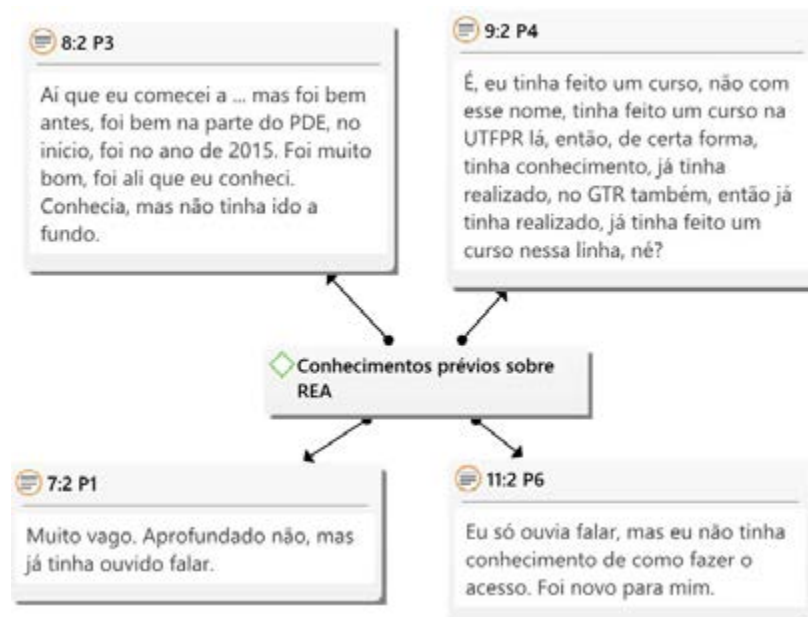 8:2 P3
Aí que eu comecei a ... mas foi bem
antes, foi bem na parte do PDE, no
início, foi no ano de 2015. Foi muito
bom, foi ali que eu conheci.
Conhecia, mas não tinha ido a
fundo.
9:2 P4
É, eu tinha feito um curso, não com
esse nome, tinha feito um curso na
UTFPR lá, então, de certa forma,
tinha conhecimento, já tinha
realizado, no GTR também, então já
tinha realizado, já tinha feito um
curso nessa linha, né?
Conhecimentos prévios sobre
REA
7:2 P1
Muito vago. Aprofundado não, mas
já tinha ouvido falar.
11:2 P6
Eu só ouvia falar, mas eu não tinha
conhecimento de como fazer o
acesso. Foi novo para mim.